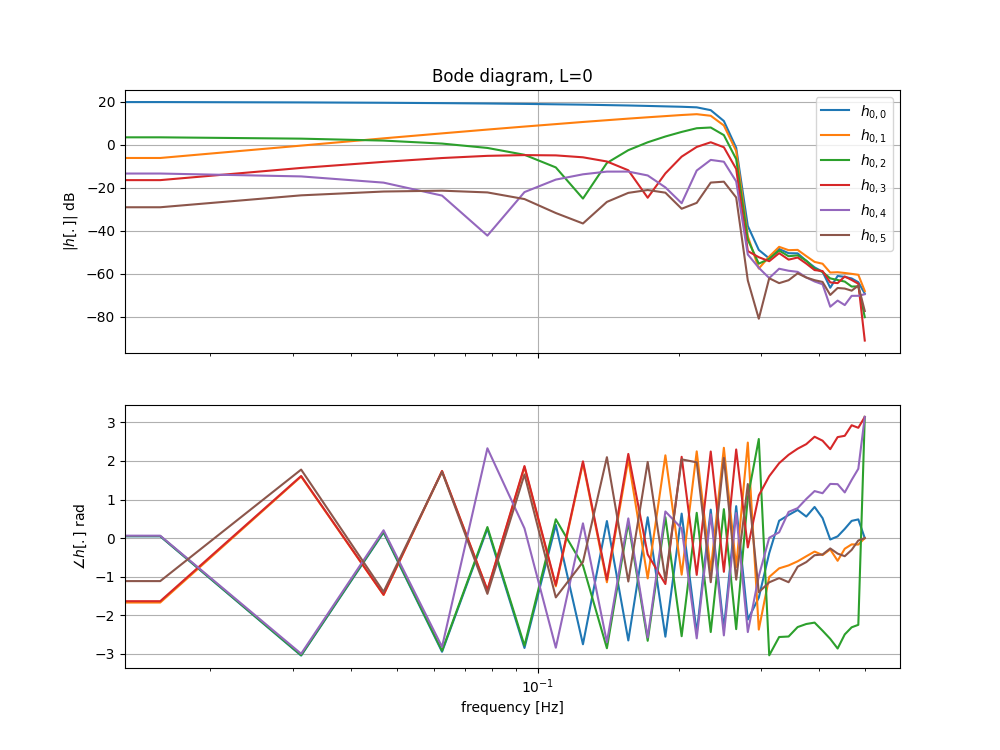 Bode diagram, L=0
|h[.]| dB
20
0
−20
−40
−60
−80
h0,0
h0,1
h0,2
h0,3
h0,4
h0,5
∠h[.] rad
3
2
1
0
−1
−2
−3
10−1
frequency [Hz]